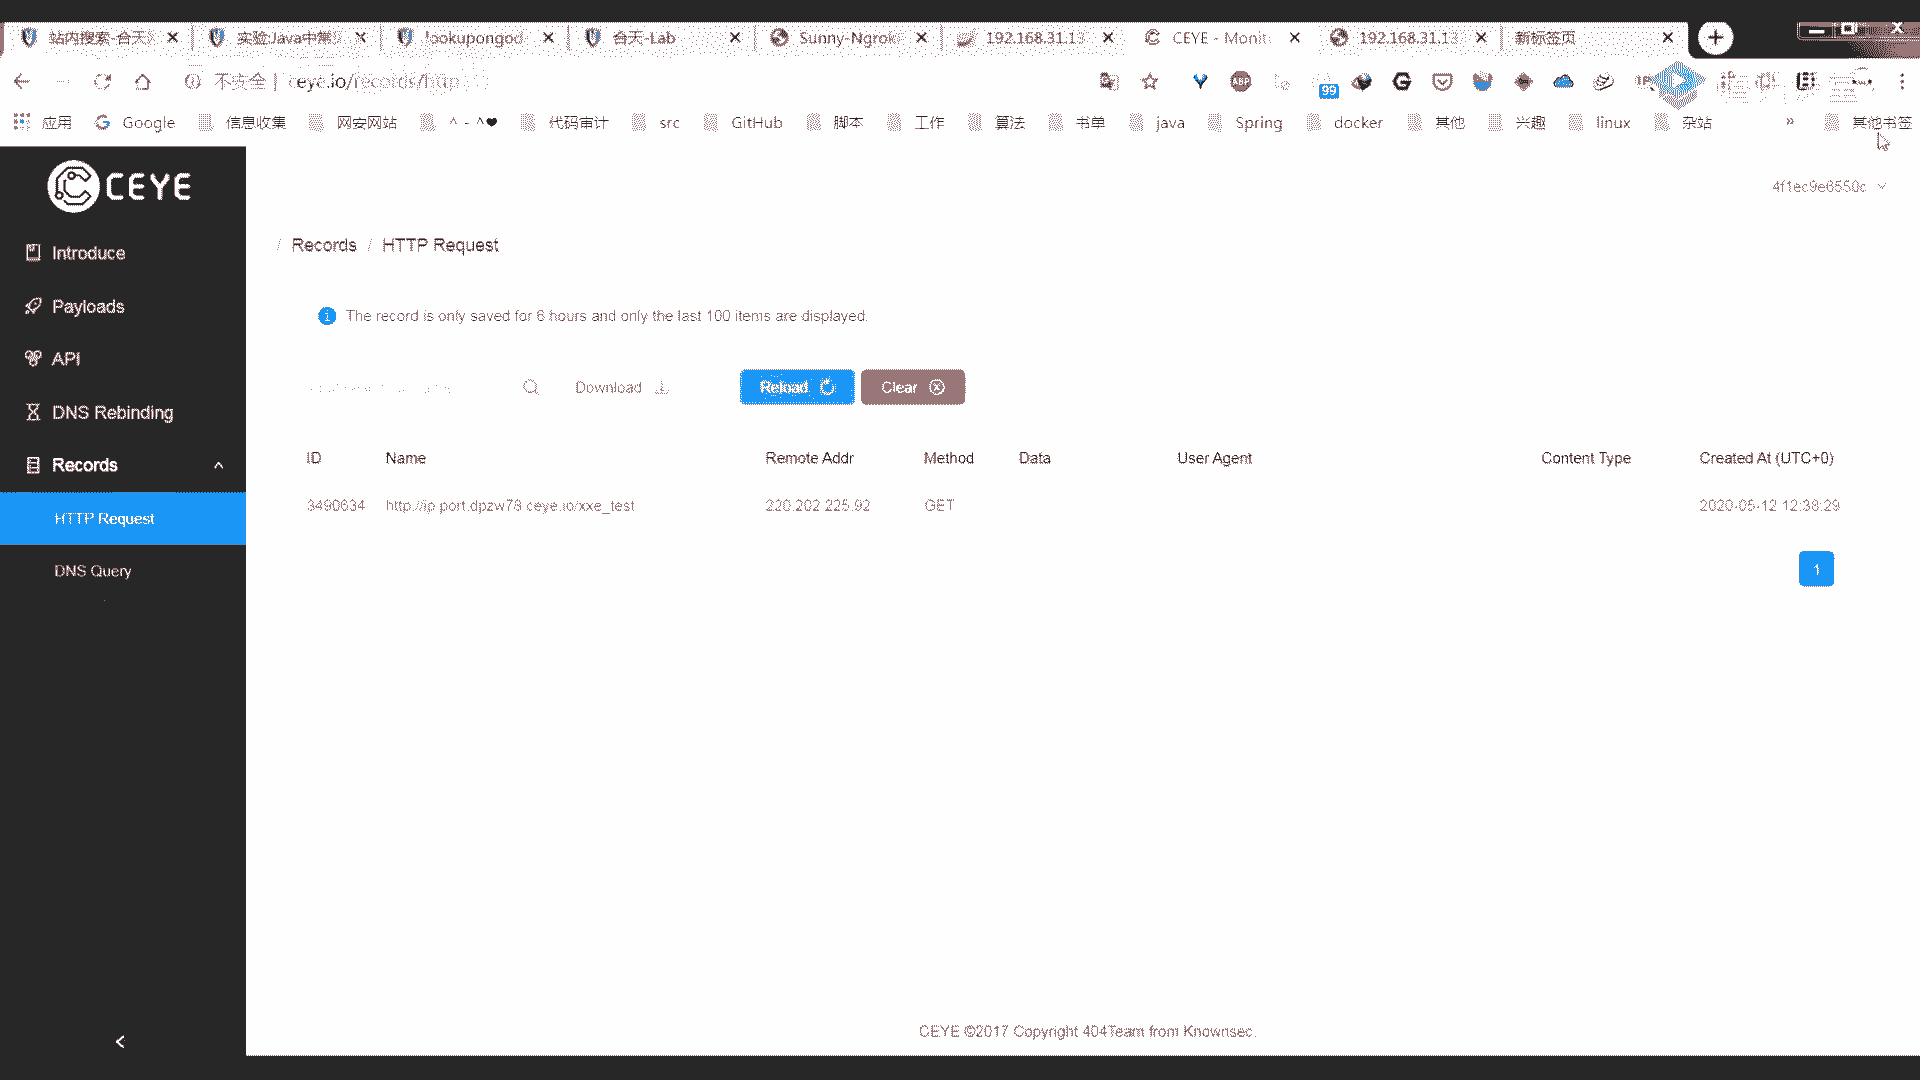 站内搜索-合天
实验:Java中常
lookupongod
合天-Lab
Sunny-Ngrok
192.168.31.13
CEYE - Monit
192.168.31.13
新标签页
不安全 | ceye.io/records/http
99
应用 Google 信息收集 网安网站 ^ - ^❤ 代码审计 src GitHub 脚本 工作 算法 书单 java Spring docker 其他 兴趣 linux 杂站 » 其他书签
CEYE
4f1ec9e6550c
Introduce
Payloads
API
DNS Rebinding
Records
HTTP Request
DNS Query
/ Records / HTTP Request
The record is only saved for 6 hours and only the last 100 items are displayed.
Download
Reload
Clear
ID Name Remote Addr Method Data User Agent Content Type Created At (UTC+0)
3490634 http://ip.port.dpzw78.ceye.io/xxe_test 220.202.225.92 GET 2020-05-12 12:38:29
1
CEYE ©2017 Copyright 404Team from Knownsec.